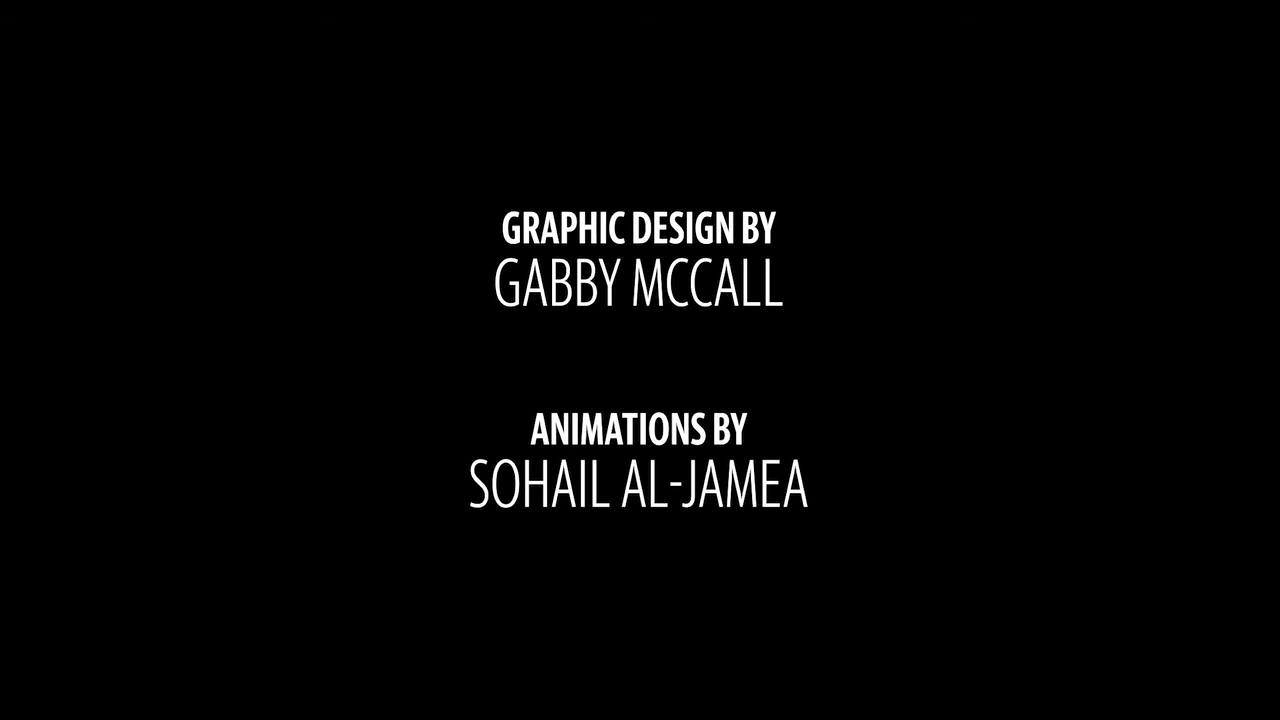 GRAPHIC DESIGN BY
GABBY MCCALL
ANIMATIONS BY
SOHAIL AL-JAMEA